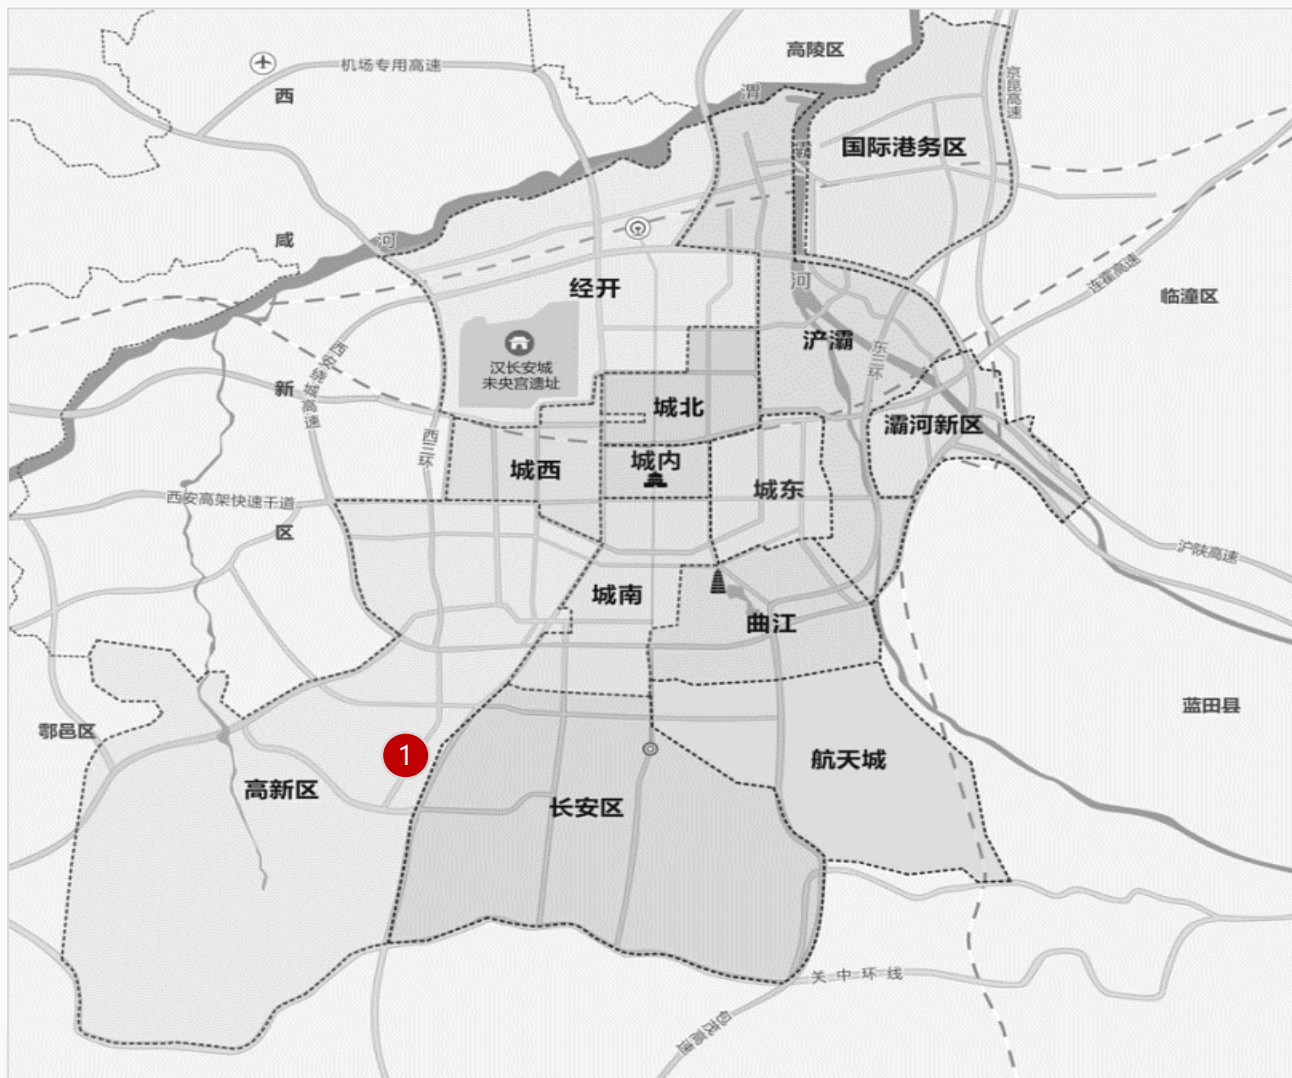 高陵区
机场专用高速
京昆高速
西
渭
灞
国际港务区
咸
河
河
连霍高速
临潼区
经开
浐灞
东三环
汉长安城
未央宫遗址
西安绕城高速
新
城北
灞河新区
西三环
城西
城内
城东
西安高架快速干道
区
沪陕高速
城南
曲江
蓝田县
鄠邑区
1
航天城
高新区
长安区
关中环线
包茂高速